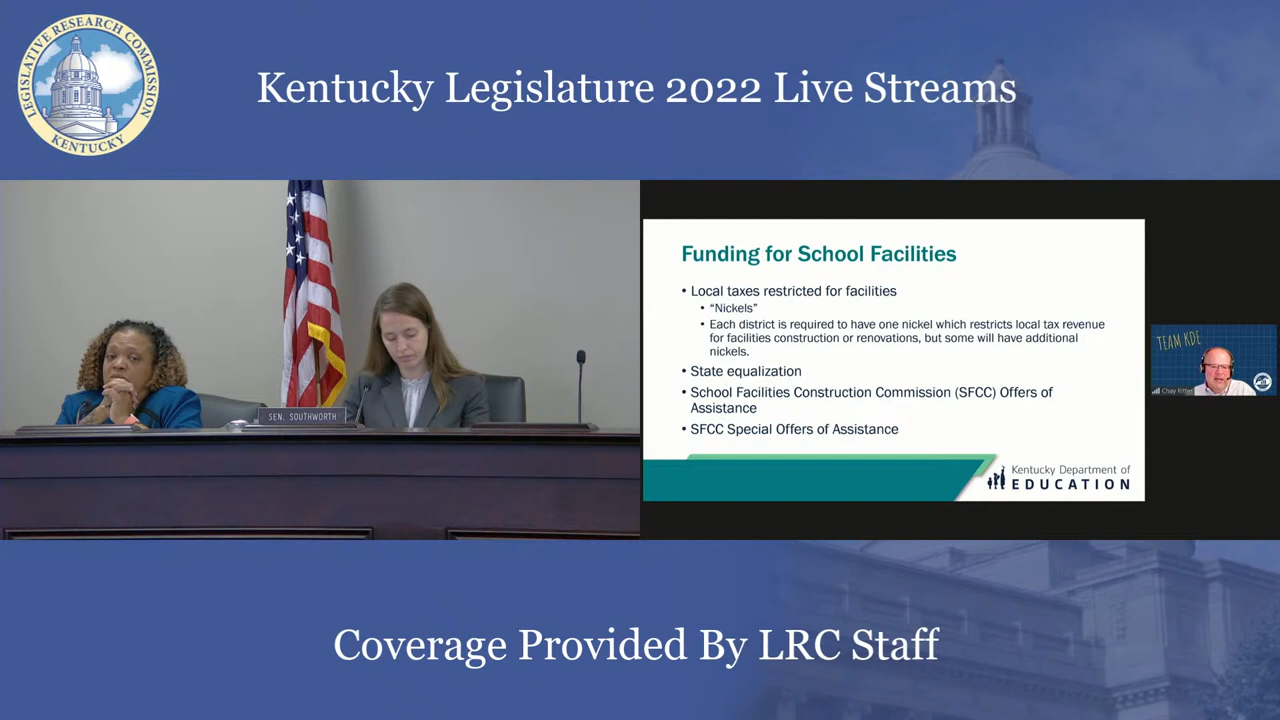 LEGISLATIVE RESEARCH COMMISSION
KENTUCKY
Kentucky Legislature 2022 Live Streams
SEN. SOUTHWORTH
Funding for School Facilities
• Local taxes restricted for facilities
• “Nickels”
• Each district is required to have one nickel which restricts local tax revenue
for facilities construction or renovations, but some will have additional
nickels.
• State equalization
• School Facilities Construction Commission (SFCC) Offers of
Assistance
• SFCC Special Offers of Assistance
Kentucky Department of
EDUCATION
TEAM KDE
Chay Ritter
Coverage Provided By LRC Staff